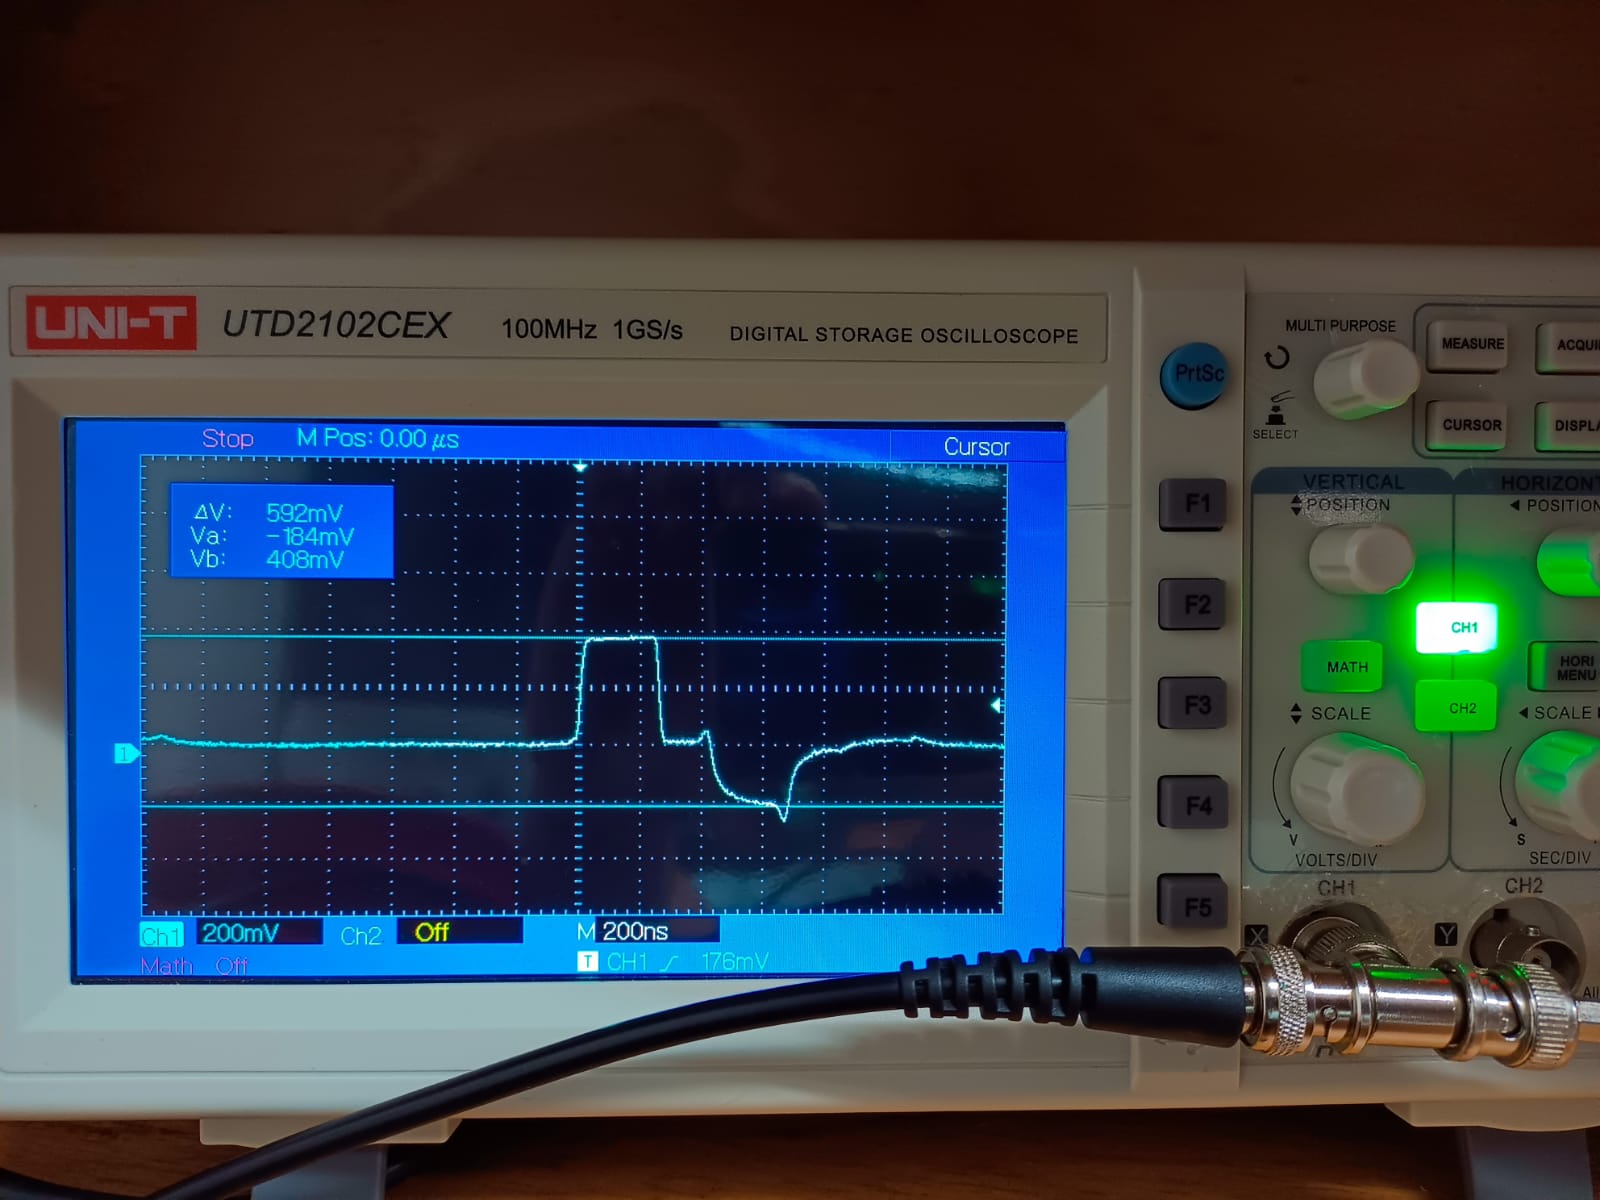 UNI-T UTD2102CEX 100MHz 1GS/s DIGITAL STORAGE OSCILLOSCOPE
Stop M Pos: 0.00 μs Cursor
ΔV: 592mV
Va: -184mV
Vb: 408mV
1
Ch1 200mV Ch2 Off M 200ns
Math Off T CH1 176mV
PrtSc
F1
F2
F3
F4
F5
MULTI PURPOSE
SELECT
MEASURE
CURSOR
VERTICAL
POSITION
POSITION
CH1
MATH
CH2
HORI
MENU
SCALE
SCALE
V
S
VOLTS/DIV
SEC/DIV
CH1
CH2
X
Y